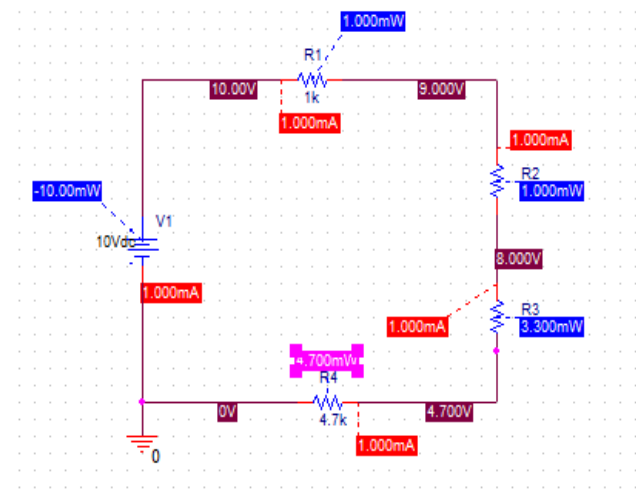 1.000mW
R1
10.00V
9.000V
1k
1.000mA
1.000mA
R2
1.000mW
-10.00mW
V1
10Vdc
8.000V
1.000mA
R3
1.000mA
3.300mW
4.700mW
R4
0V
4.700V
4.7k
1.000mA
0